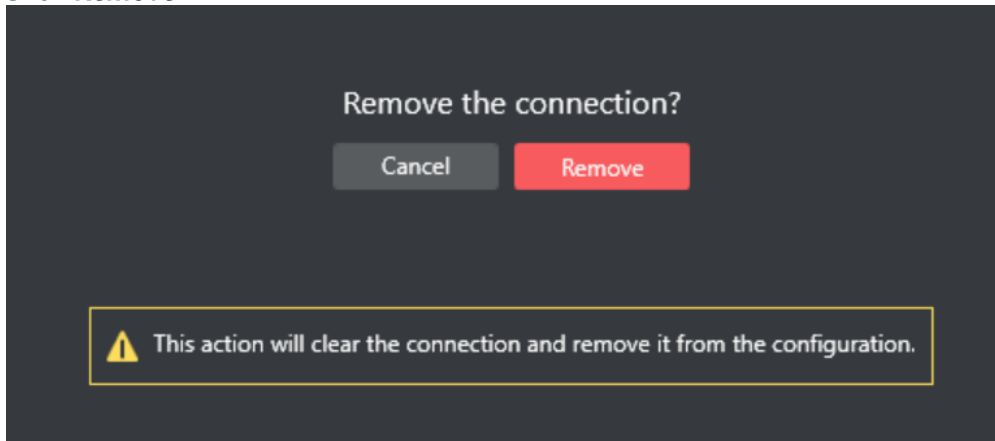 Remove the connection?
Cancel Remove
This action will clear the connection and remove it from the configuration.